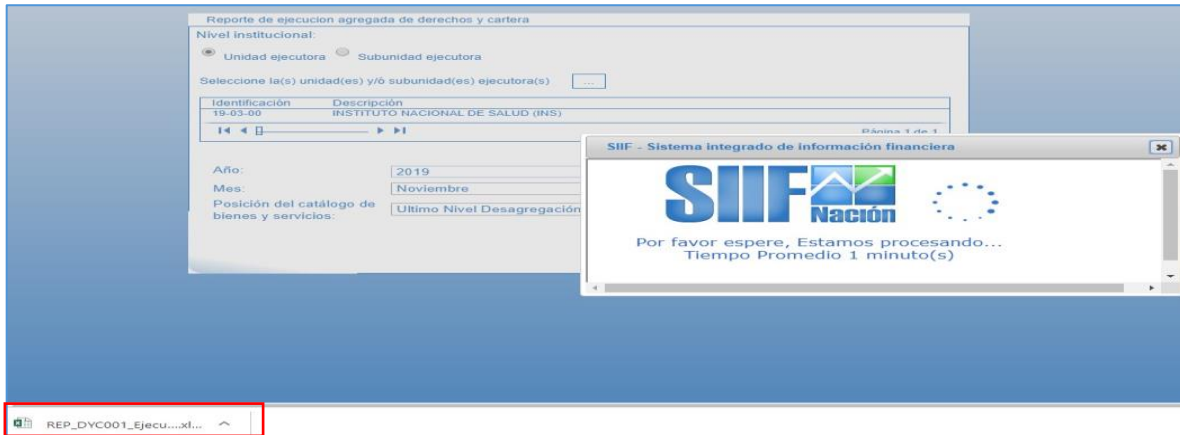 Reporte de ejecucion agregada de derechos y cartera
Nivel institucional:
Unidad ejecutora Subunidad ejecutora
Seleccione la(s) unidad(es) y/ó subunidad(es) ejecutora(s) ...
Identificación Descripción
19-03-00 INSTITUTO NACIONAL DE SALUD (INS)
Página 1 de 1
Año: 2019
Mes: Noviembre
Posición del catálogo de bienes y servicios: Ultimo Nivel Desagregación
SIIF - Sistema integrado de información financiera
SIIF Nación
Por favor espere, Estamos procesando...
Tiempo Promedio 1 minuto(s)
REP_DYC001_Ejecu....xl...